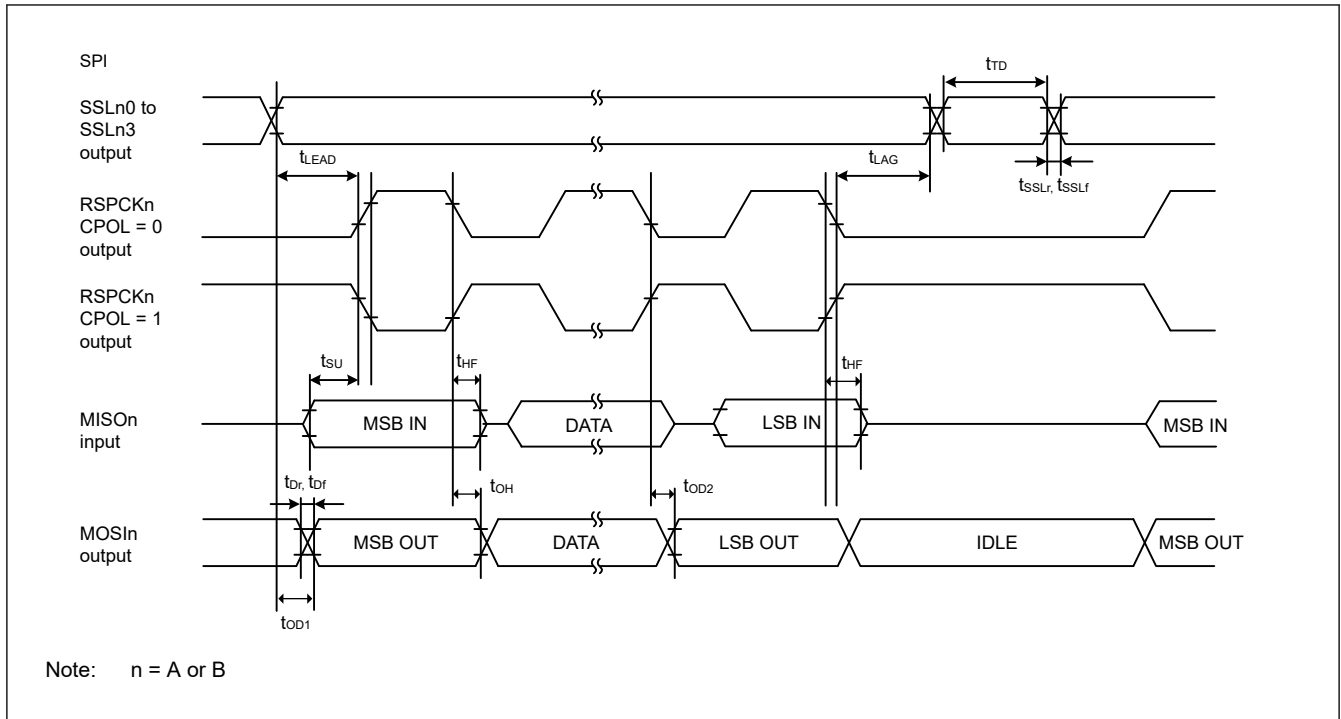 SPI
tTD
SSLn0 to
SSLn3
output
tLEAD
tLAG
tSSLr, tSSLf
RSPCKn
CPOL = 0
output
RSPCKn
CPOL = 1
output
tSU
tHF
tHF
MISOn
input
MSB IN
DATA
LSB IN
MSB IN
tDr, tDf
tOH
tOD2
MOSIn
output
MSB OUT
DATA
LSB OUT
IDLE
MSB OUT
tOD1
Note: n = A or B